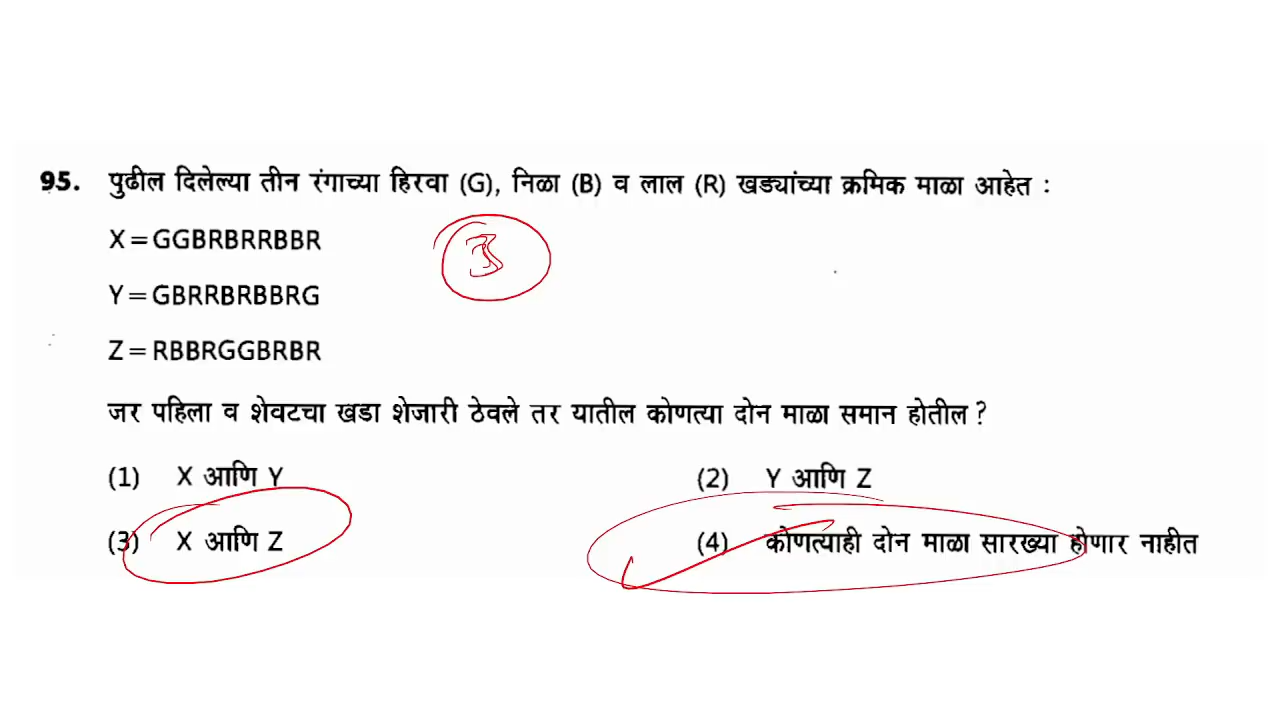 95. पुढील दिलेल्या तीन रंगाच्या हिरवा (G), निळा (B) व लाल (R) खड्यांच्या क्रमिक माळा आहेत :
X = GGBRBRRBBR
3
Y = GBRRBRBBRG
Z = RBBRGGBRBR
जर पहिला व शेवटचा खडा शेजारी ठेवले तर यातील कोणत्या दोन माळा समान होतील ?
(1) X आणि Y (2) Y आणि Z
(3) X आणि Z (4) कोणत्याही दोन माळा सारख्या होणार नाहीत